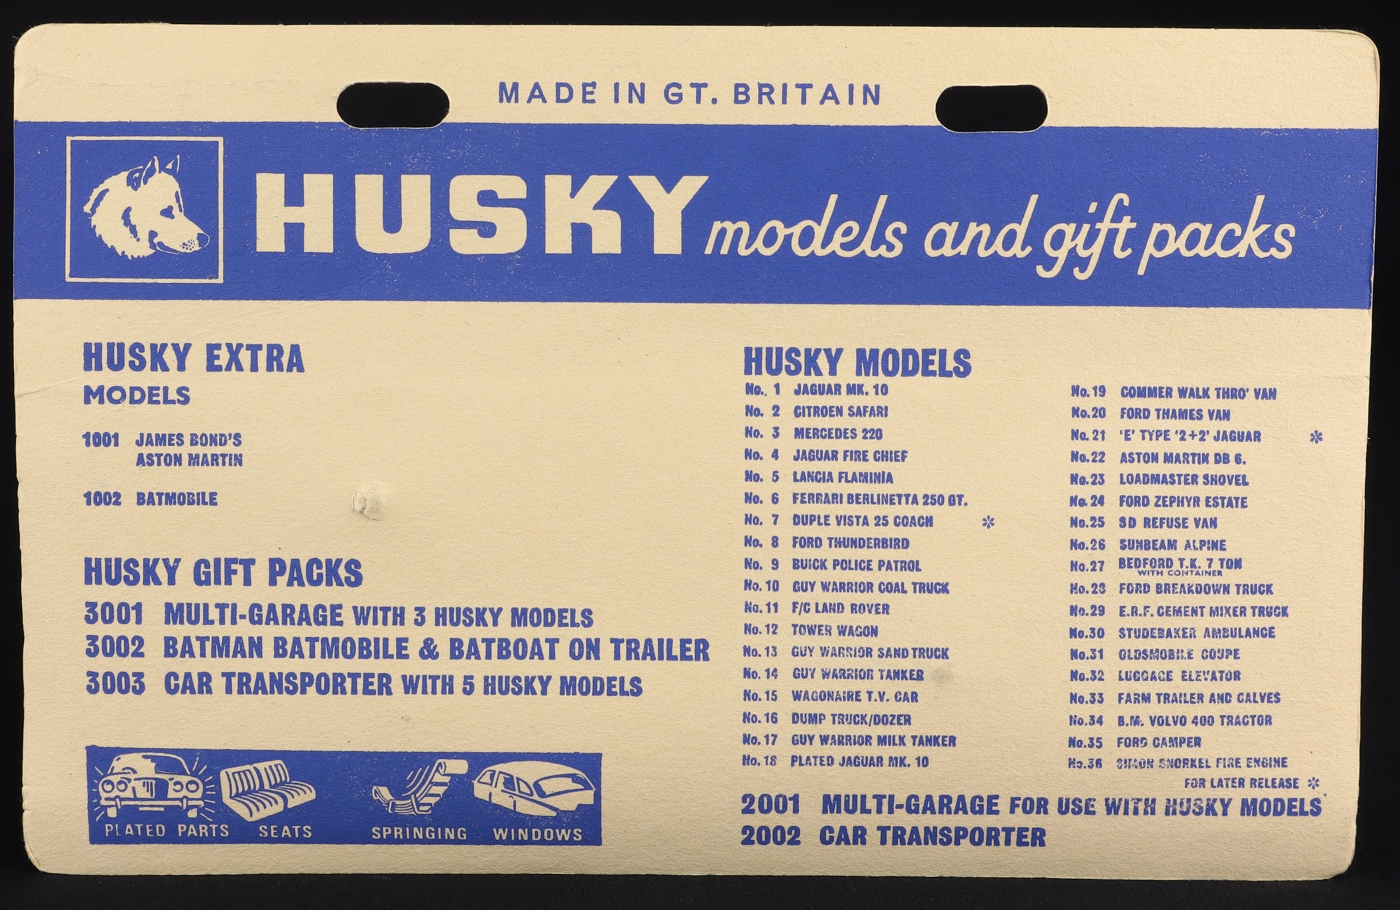 MADE IN GT. BRITAIN
HUSKY models and gift packs
HUSKY EXTRA
MODELS
1001 JAMES BOND'S
ASTON MARTIN
1002 BATMOBILE
HUSKY GIFT PACKS
3001 MULTI-GARAGE WITH 3 HUSKY MODELS
3002 BATMAN BATMOBILE & BATBOAT ON TRAILER
3003 CAR TRANSPORTER WITH 5 HUSKY MODELS
PLATED PARTS SEATS SPRINGING WINDOWS
HUSKY MODELS
No. 1 JAGUAR MK. 10
No. 2 CITROEN SAFARI
No. 3 MERCEDES 220
No. 4 JAGUAR FIRE CHIEF
No. 5 LANCIA FLAMINIA
No. 6 FERRARI BERLINETTA 250 GT.
No. 7 DUPLE VISTA 25 COACH *
No. 8 FORD THUNDERBIRD
No. 9 BUICK POLICE PATROL
No. 10 GUY WARRIOR COAL TRUCK
No. 11 F/C LAND ROVER
No. 12 TOWER WAGON
No. 13 GUY WARRIOR SAND TRUCK
No. 14 GUY WARRIOR TANKER
No. 15 WAGONAIRE T.V. CAR
No. 16 DUMP TRUCK/DOZER
No. 17 GUY WARRIOR MILK TANKER
No. 18 PLATED JAGUAR MK. 10
No. 19 COMMER WALK THRO' VAN
No. 20 FORD THAMES VAN
No. 21 'E' TYPE '2+2' JAGUAR *
No. 22 ASTON MARTIN DB 6.
No. 23 LOADMASTER SHOVEL
No. 24 FORD ZEPHYR ESTATE
No. 25 SD REFUSE VAN
No. 26 SUNBEAM ALPINE
No. 27 BEDFORD T.K. 7 TON
WITH CONTAINER
No. 28 FORD BREAKDOWN TRUCK
No. 29 E.R.F. CEMENT MIXER TRUCK
No. 30 STUDEBAKER AMBULANCE
No. 31 OLDSMOBILE COUPE
No. 32 LUGGAGE ELEVATOR
No. 33 FARM TRAILER AND CALVES
No. 34 B.M. VOLVO 400 TRACTOR
No. 35 FORD CAMPER
No. 36 SIMON SNORKEL FIRE ENGINE
FOR LATER RELEASE *
2001 MULTI-GARAGE FOR USE WITH HUSKY MODELS
2002 CAR TRANSPORTER